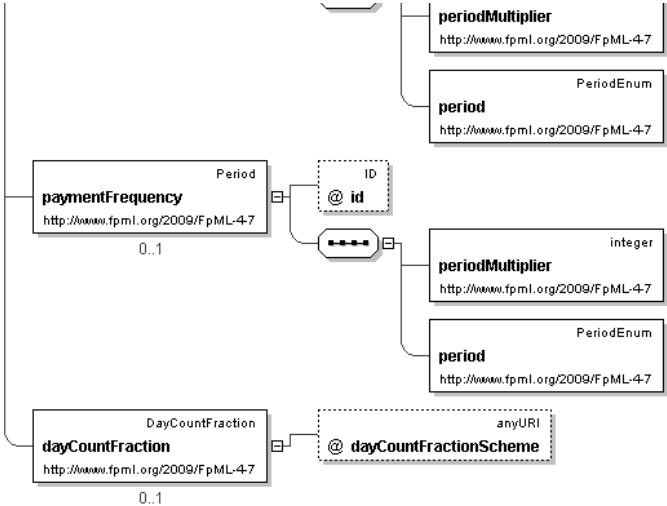 periodMultiplier
http://www.fpml.org/2009/FpML-4-7
PeriodEnum
period
http://www.fpml.org/2009/FpML-4-7
Period
paymentFrequency
http://www.fpml.org/2009/FpML-4-7
0..1
ID
@ id
integer
periodMultiplier
http://www.fpml.org/2009/FpML-4-7
PeriodEnum
period
http://www.fpml.org/2009/FpML-4-7
DayCountFraction
dayCountFraction
http://www.fpml.org/2009/FpML-4-7
0..1
anyURI
@ dayCountFractionScheme